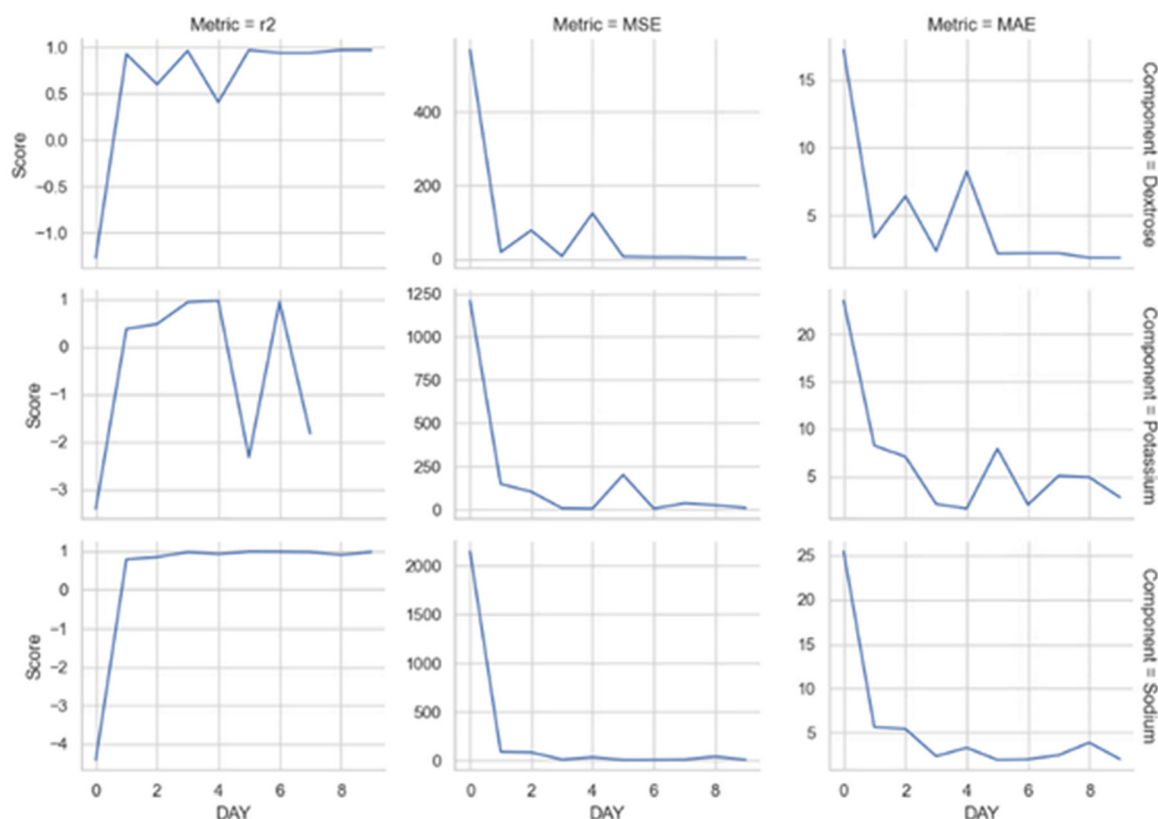 Metric = r2
Metric = MSE
Metric = MAE
1.0
0.5
0.0
−0.5
−1.0
Score
400
200
0
15
10
5
Component = Dextrose
1
0
−1
−2
−3
Score
1250
1000
750
500
250
0
20
15
10
5
Component = Potassium
1
0
−1
−2
−3
−4
Score
2000
1500
1000
500
0
25
20
15
10
5
Component = Sodium
0 2 4 6 8
0 2 4 6 8
0 2 4 6 8
DAY
DAY
DAY